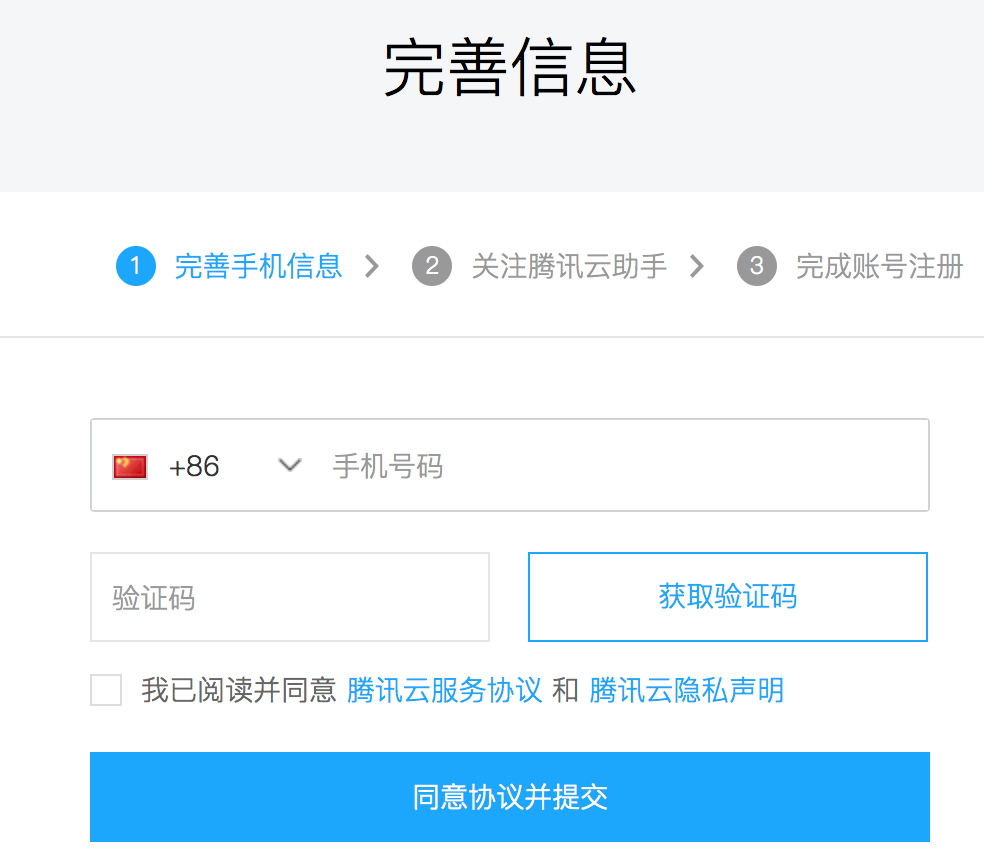 完善信息
1 完善手机信息 2 关注腾讯云助手 3 完成账号注册
+86 手机号码
验证码 获取验证码
我已阅读并同意 腾讯云服务协议 和 腾讯云隐私声明
同意协议并提交